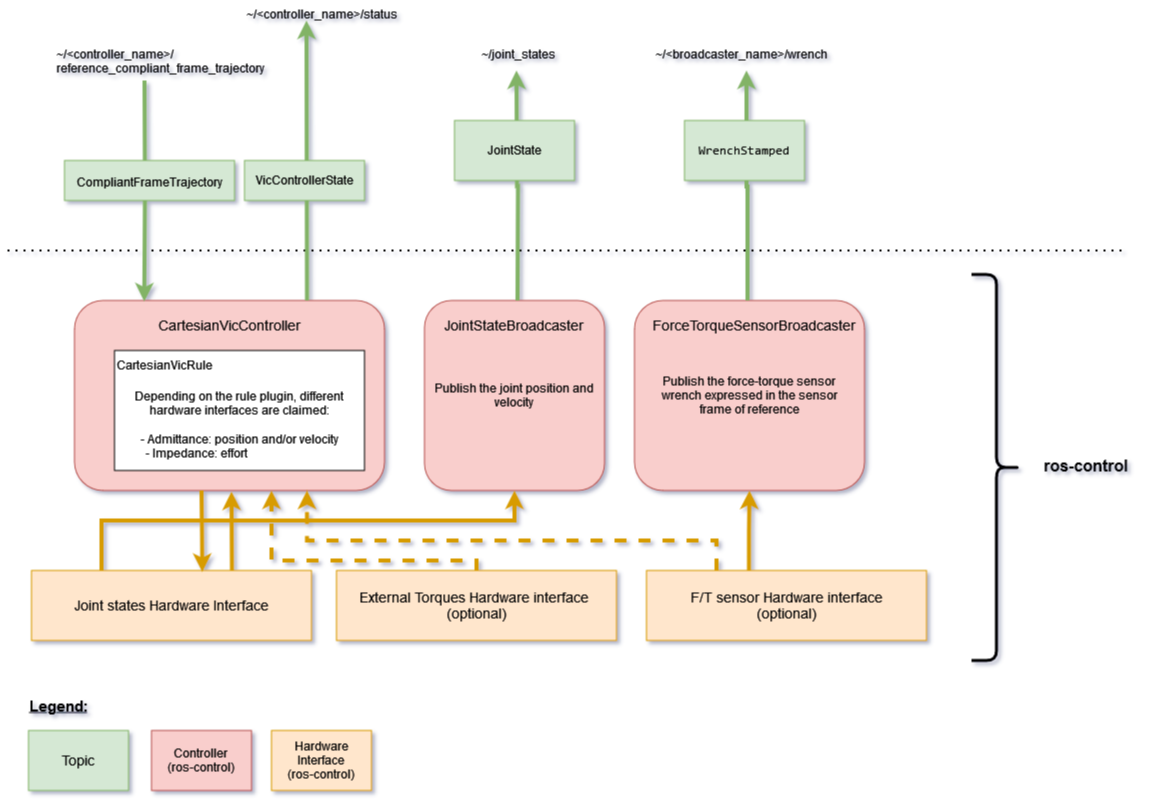 ~/<controller_name>/status
~/<controller_name>/
reference_compliant_frame_trajectory
~/joint_states
~/<broadcaster_name>/wrench
CompliantFrameTrajectory
VicControllerState
JointState
WrenchStamped
CartesianVicController
CartesianVicRule
Depending on the rule plugin, different
hardware interfaces are claimed:
- Admittance: position and/or velocity
- Impedance: effort
JointStateBroadcaster
Publish the joint position and
velocity
ForceTorqueSensorBroadcaster
Publish the force-torque sensor
wrench expressed in the sensor
frame of reference
ros-control
Joint states Hardware Interface
External Torques Hardware interface
(optional)
F/T sensor Hardware interface
(optional)
Legend:
Topic
Controller
(ros-control)
Hardware
Interface
(ros-control)